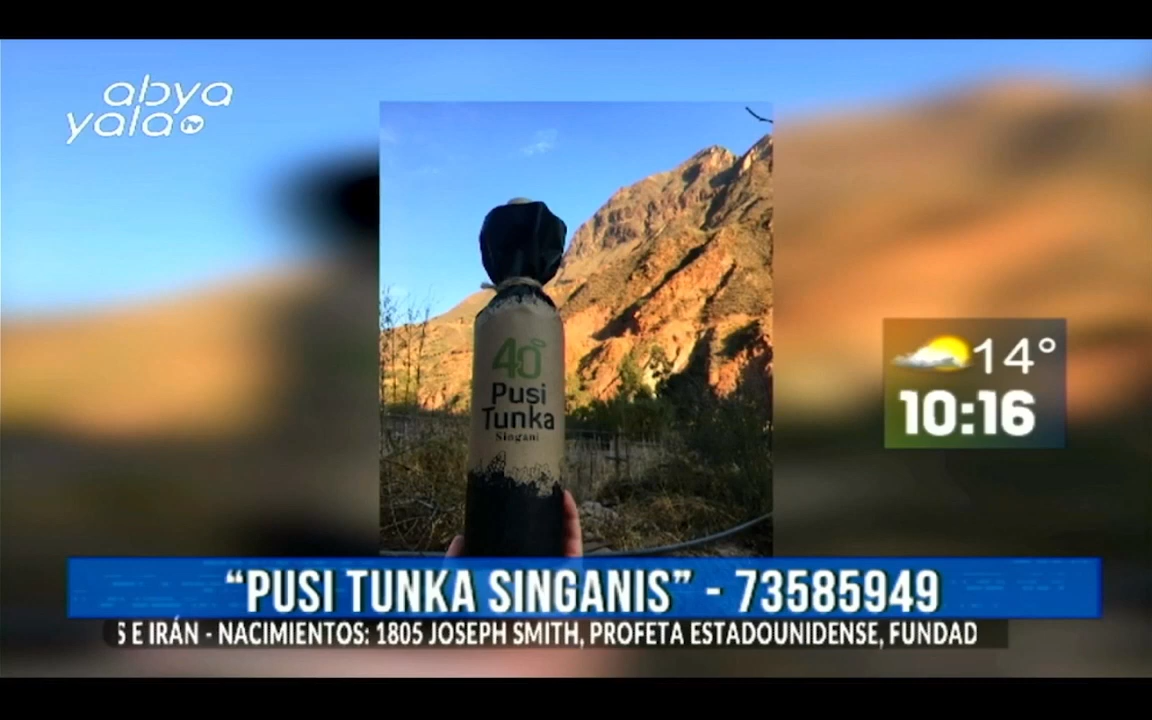 abya
yala tv
40°
Pusi
Tunka
Singani
14°
10:16
“PUSI TUNKA SINGANIS” - 73585949
E IRÁN - NACIMIENTOS: 1805 JOSEPH SMITH, PROFETA ESTADOUNIDENSE, FUNDAD